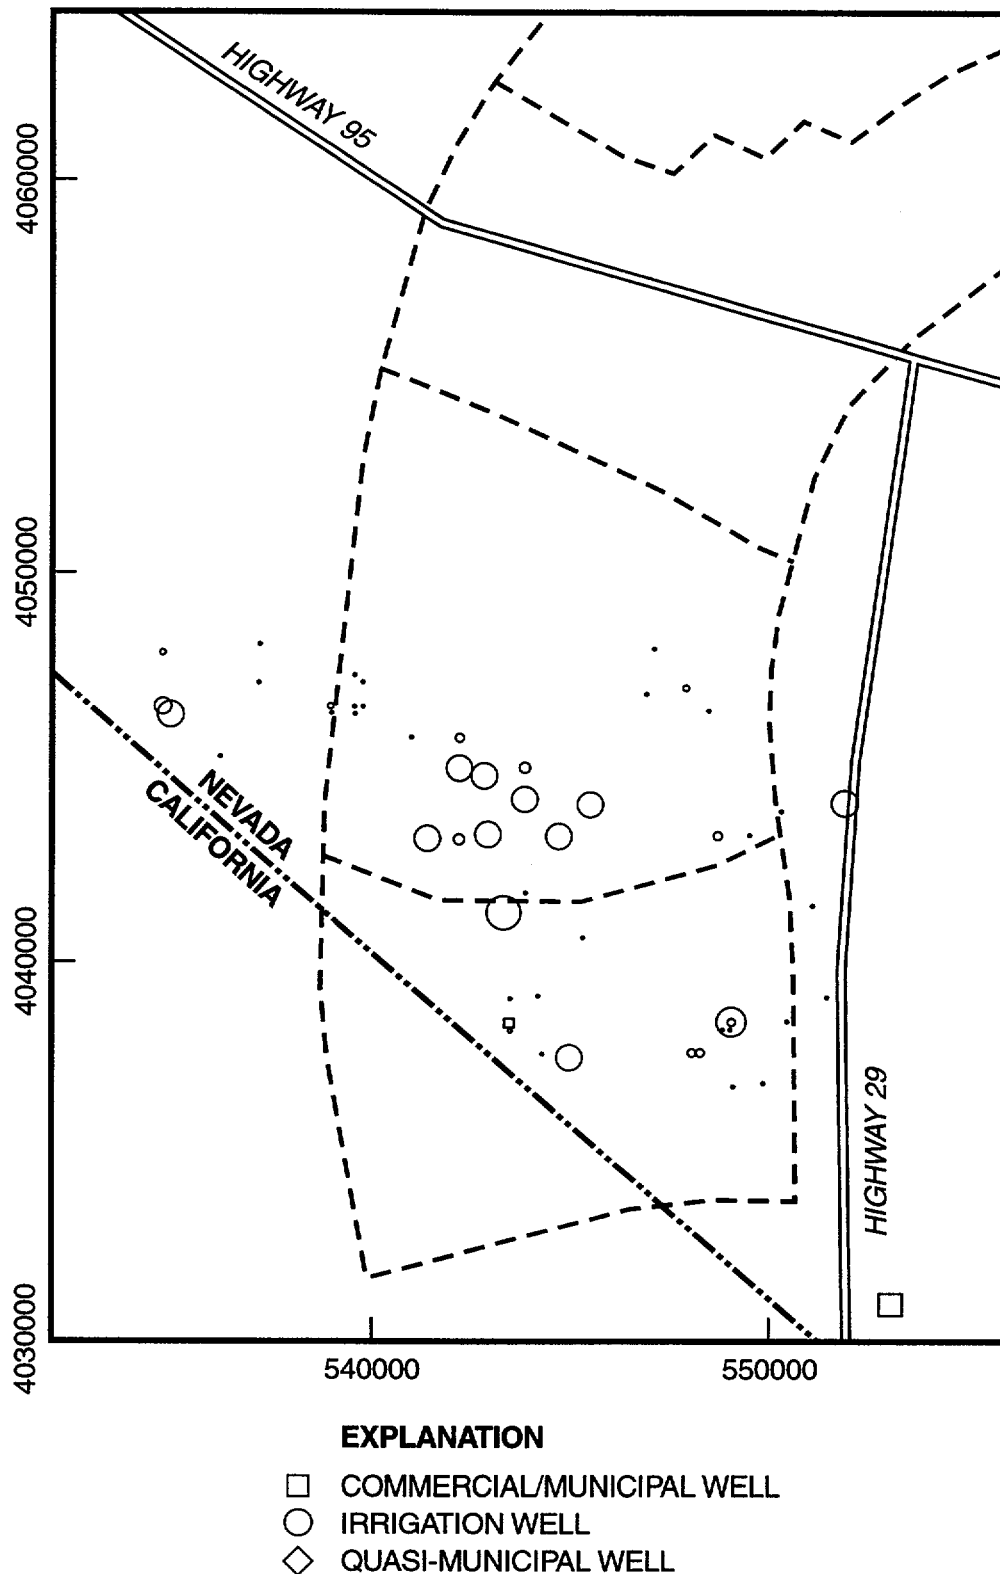 HIGHWAY 95
4060000
4050000
NEVADA
CALIFORNIA
4040000
HIGHWAY 29
4030000
540000
550000
EXPLANATION
COMMERCIAL/MUNICIPAL WELL
IRRIGATION WELL
QUASI-MUNICIPAL WELL